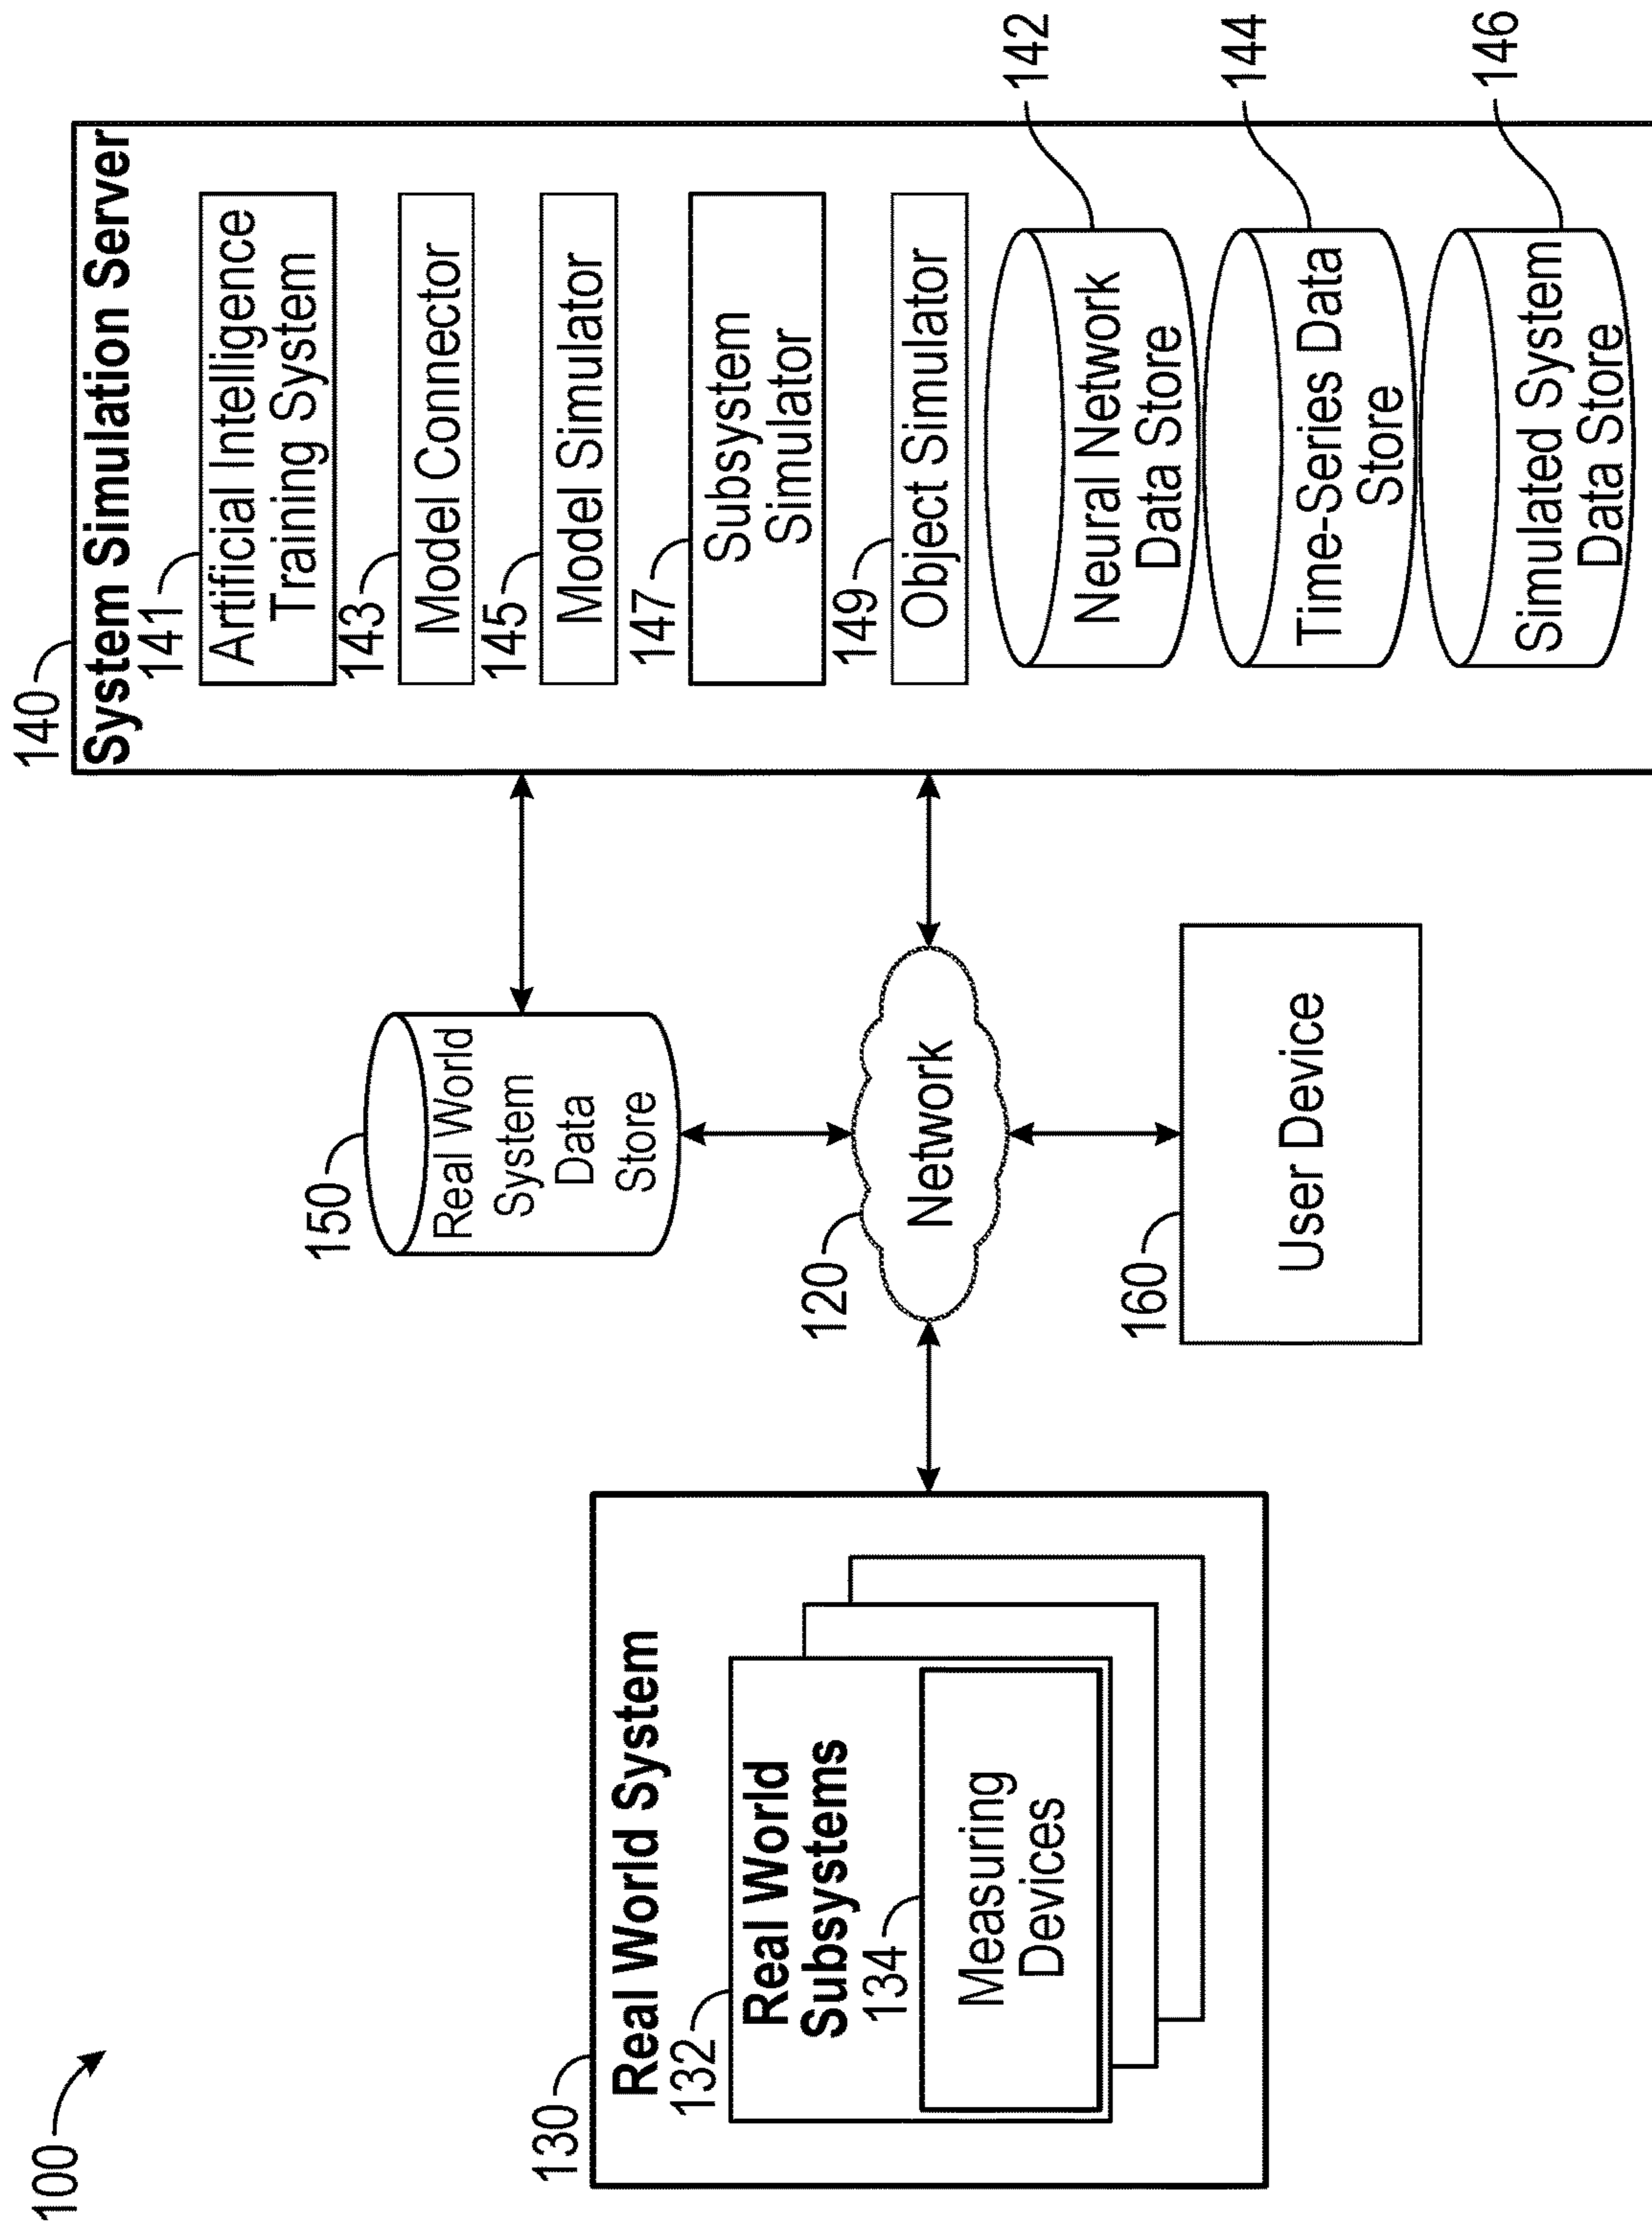 100
130
Real World System
132
Real World
Subsystems
134
Measuring
Devices
150
Real World
System
Data
Store
120
Network
160
User Device
140
System Simulation Server
141
Artificial Intelligence
Training System
143
Model Connector
145
Model Simulator
147
Subsystem
Simulator
149
Object Simulator
Neural Network
Data Store
142
Time-Series Data
Store
144
Simulated System
Data Store
146